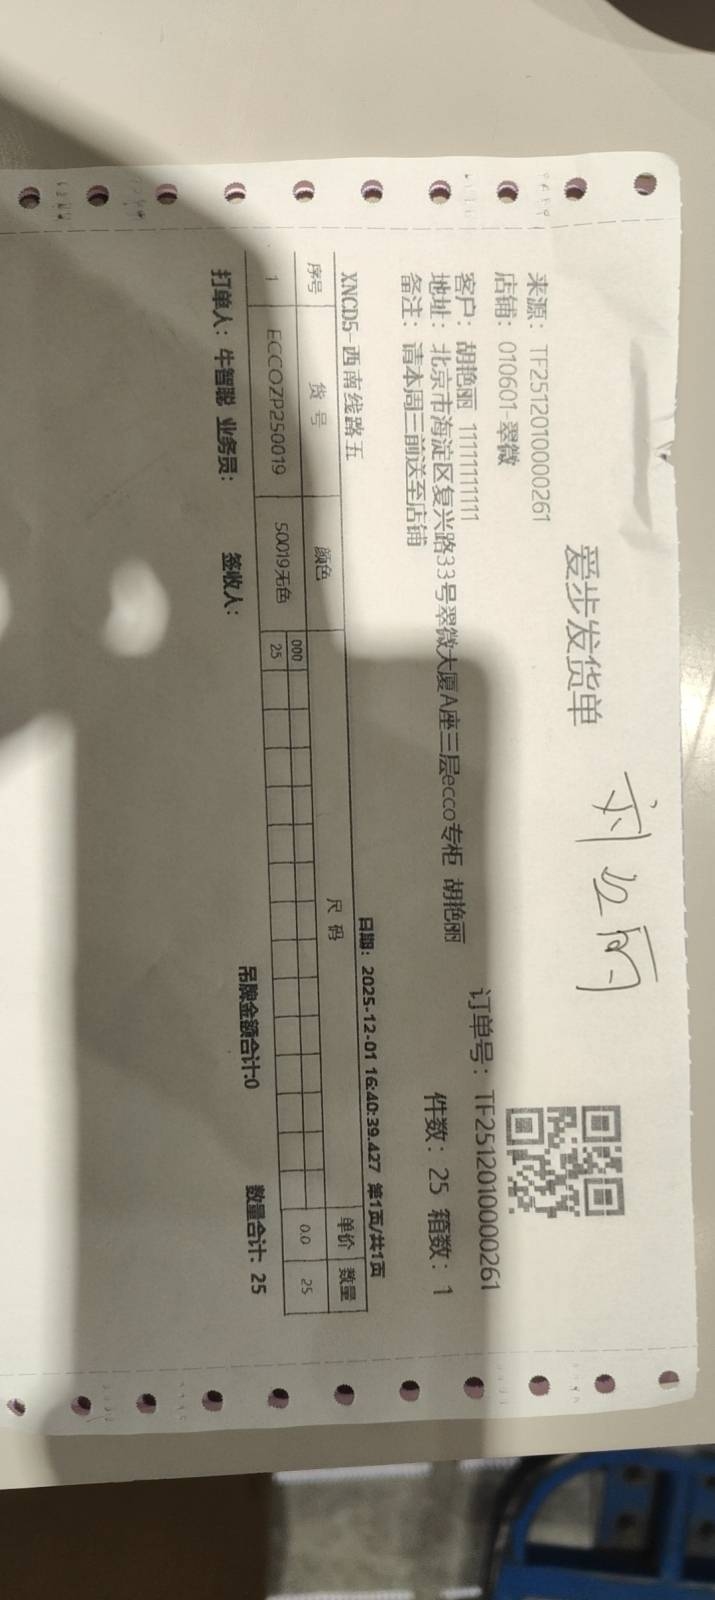 爱步发货单
来源：TF2512010000261
订单号：TF2512010000261
店铺：010601-翠微
客户：胡艳丽 11111111111
件数：25 箱数：1
地址：北京市海淀区复兴路33号翠微大厦A座三层ecco专柜 胡艳丽
备注：请本周三前送至店铺
日期：2025-12-01 16:40:39.427 第1页/共1页
XNCD5-西南线路五
序号 货号 颜色 尺码 单价 数量
000
1 ECCOZP250019 50019无色 25 0.0 25
打单人：牛智聪 业务员： 签收人： 吊牌金额合计:0 数量合计：25